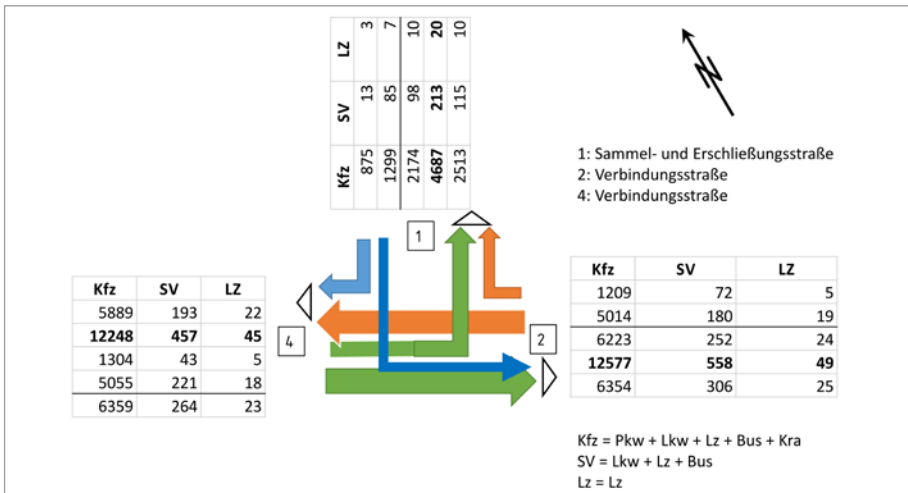 LZ 3 7 10 20 10
SV 13 85 98 213 115
Kfz 875 1299 2174 4687 2513
1: Sammel- und Erschließungsstraße
2: Verbindungsstraße
4: Verbindungsstraße
1
Kfz SV LZ
5889 193 22
12248 457 45
1304 43 5
5055 221 18
6359 264 23
4
2
Kfz SV LZ
1209 72 5
5014 180 19
6223 252 24
12577 558 49
6354 306 25
Kfz = Pkw + Lkw + Lz + Bus + Kra
SV = Lkw + Lz + Bus
Lz = Lz